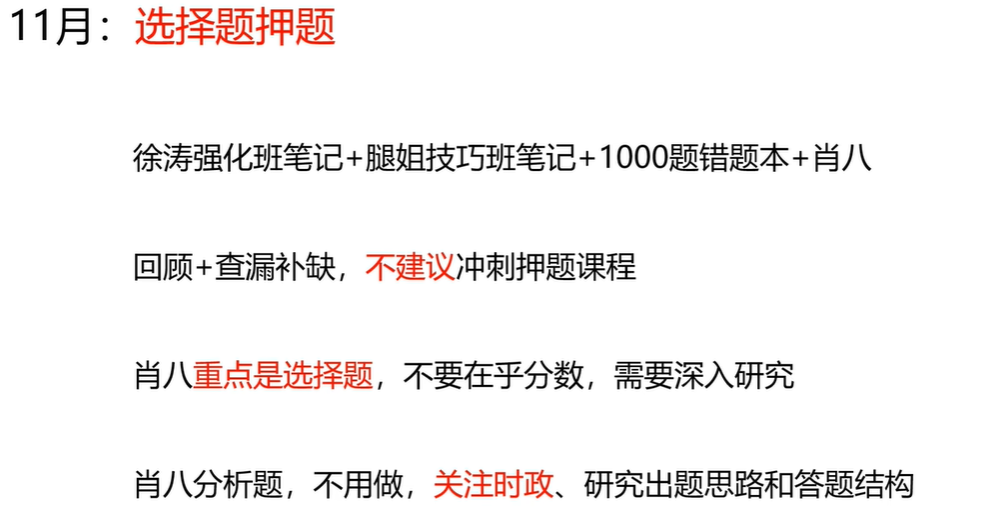 11月：选择题押题
徐涛强化班笔记+腿姐技巧班笔记+1000题错题本+肖八
回顾+查漏补缺，不建议冲刺押题课程
肖八重点是选择题，不要在乎分数，需要深入研究
肖八分析题，不用做，关注时政、研究出题思路和答题结构